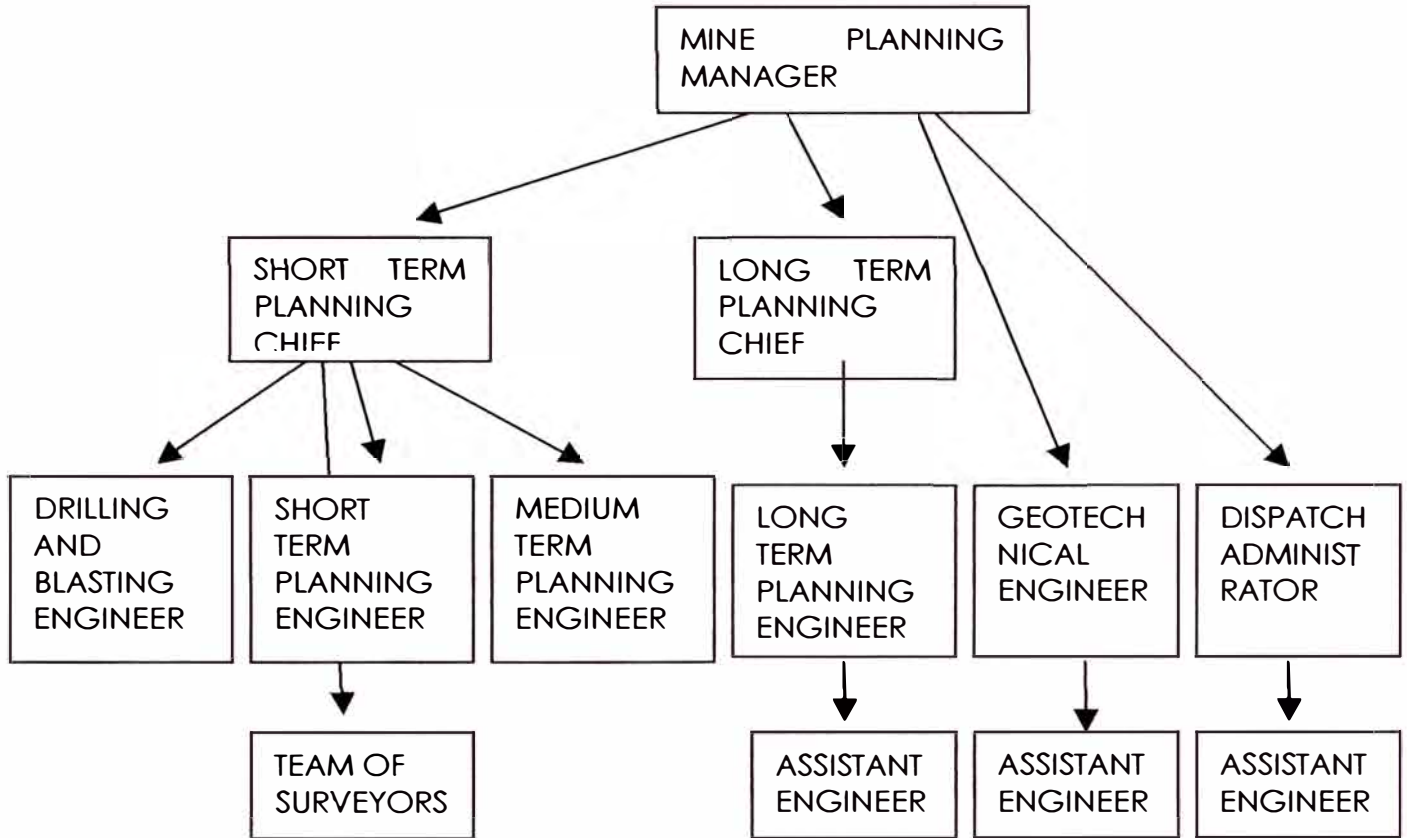 MINE PLANNING
MANAGER
SHORT TERM
PLANNING
CHIEF
LONG TERM
PLANNING
CHIEF
DRILLING
AND
BLASTING
ENGINEER
SHORT
TERM
PLANNING
ENGINEER
MEDIUM
TERM
PLANNING
ENGINEER
LONG
TERM
PLANNING
ENGINEER
GEOTECH
NICAL
ENGINEER
DISPATCH
ADMINIST
RATOR
TEAM OF
SURVEYORS
ASSISTANT
ENGINEER
ASSISTANT
ENGINEER
ASSISTANT
ENGINEER